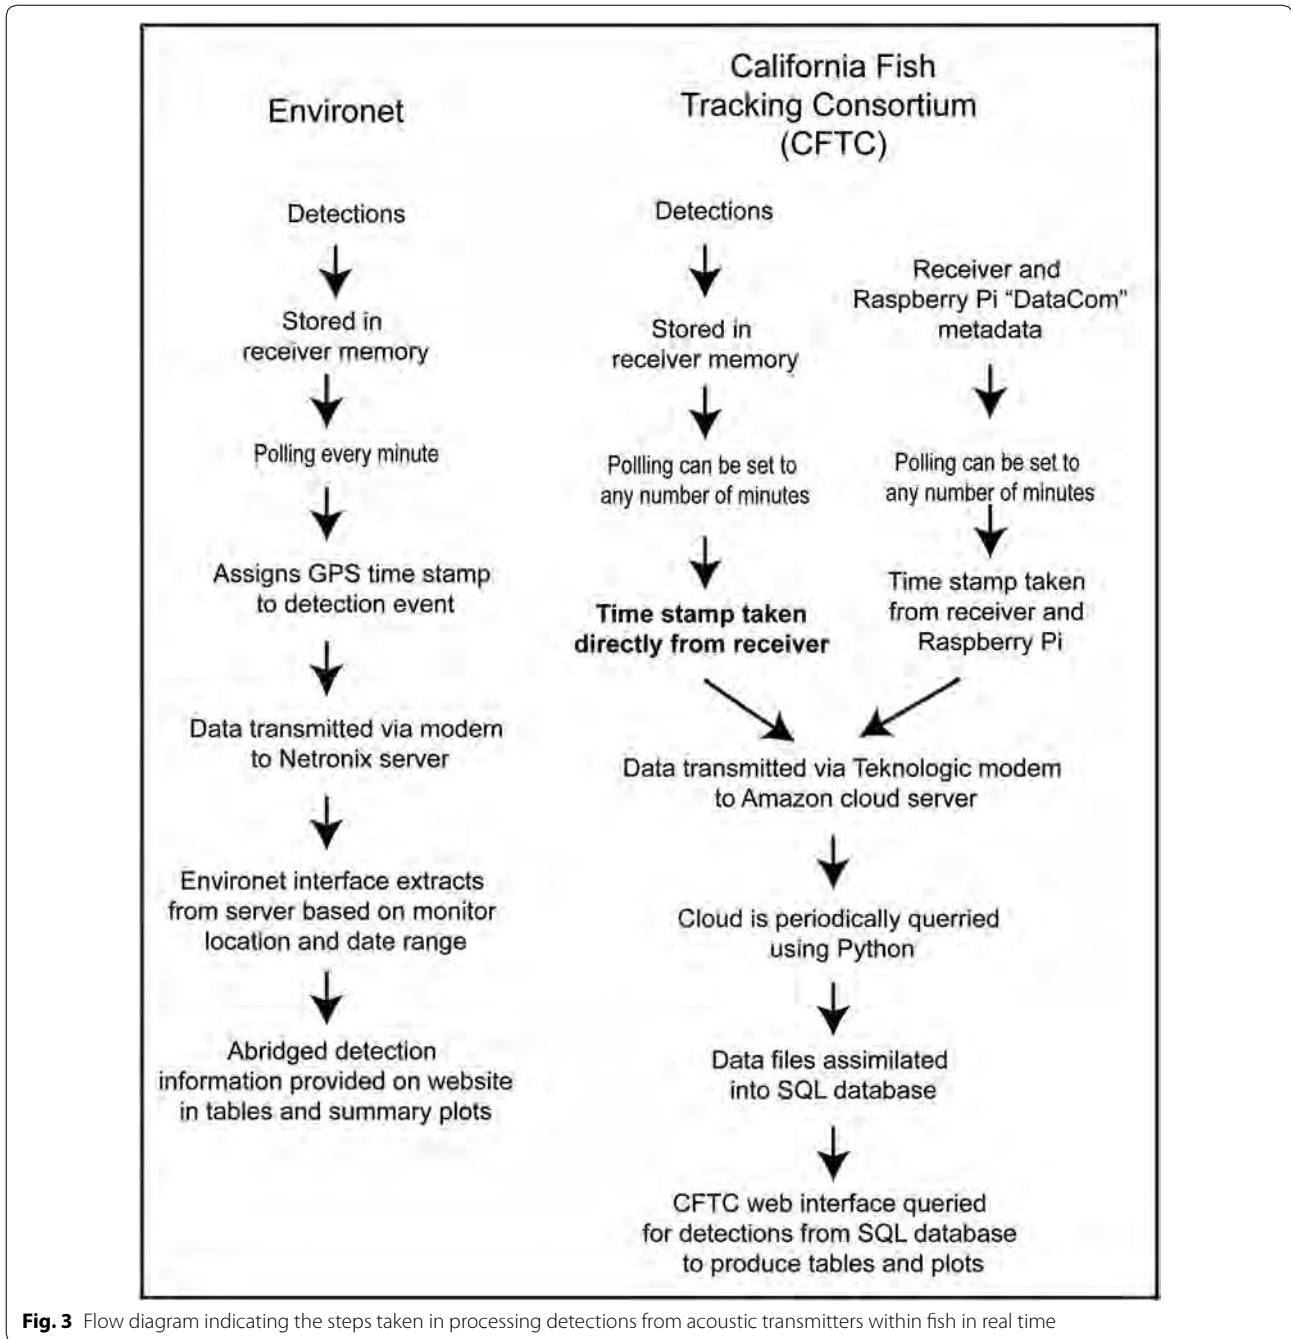 Environet
Detections
Stored in
receiver memory
Polling every minute
Assigns GPS time stamp
to detection event
Data transmitted via modem
to Netronix server
Environet interface extracts
from server based on monitor
location and date range
Abridged detection
information provided on website
in tables and summary plots
California Fish
Tracking Consortium
(CFTC)
Detections
Stored in
receiver memory
Pollling can be set to
any number of minutes
Time stamp taken
directly from receiver
Receiver and
Raspberry Pi “DataCom”
metadata
Polling can be set to
any number of minutes
Time stamp taken
from receiver and
Raspberry Pi
Data transmitted via Teknologic modem
to Amazon cloud server
Cloud is periodically querried
using Python
Data files assimilated
into SQL database
CFTC web interface queried
for detections from SQL database
to produce tables and plots
Fig. 3 Flow diagram indicating the steps taken in processing detections from acoustic transmitters within fish in real time